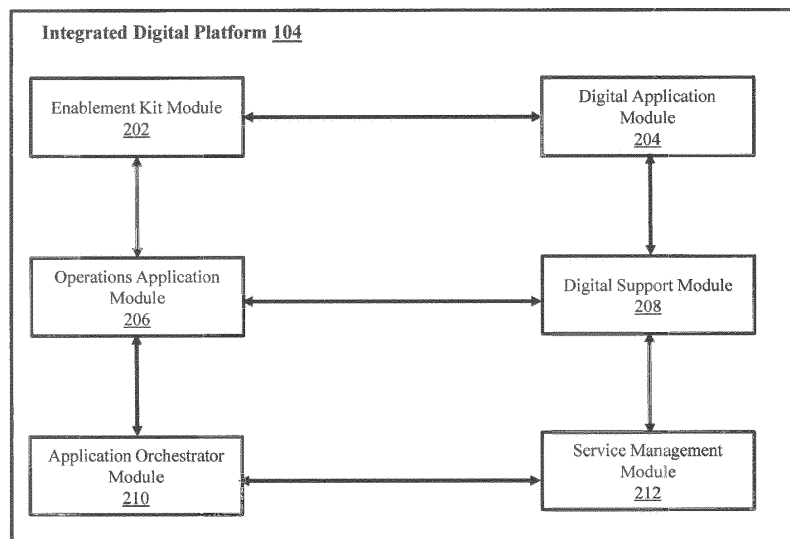 Integrated Digital Platform 104
Enablement Kit Module
202
Digital Application
Module
204
Operations Application
Module
206
Digital Support Module
208
Application Orchestrator
Module
210
Service Management
Module
212